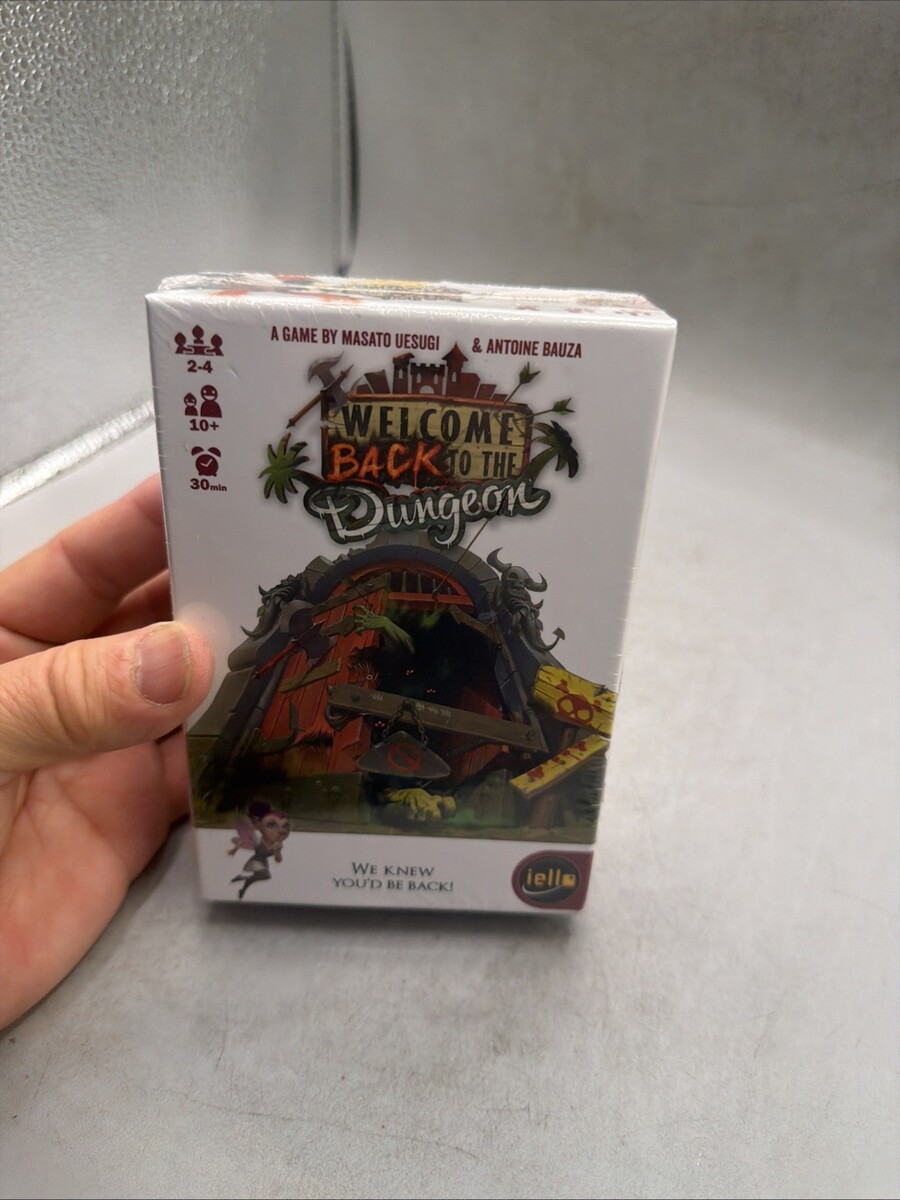 A GAME BY MASATO UESUGI & ANTOINE BAUZA
2-4
10+
30min
WELCOME
BACK TO THE
Dungeon
WE KNEW
YOU'D BE BACK!
iello